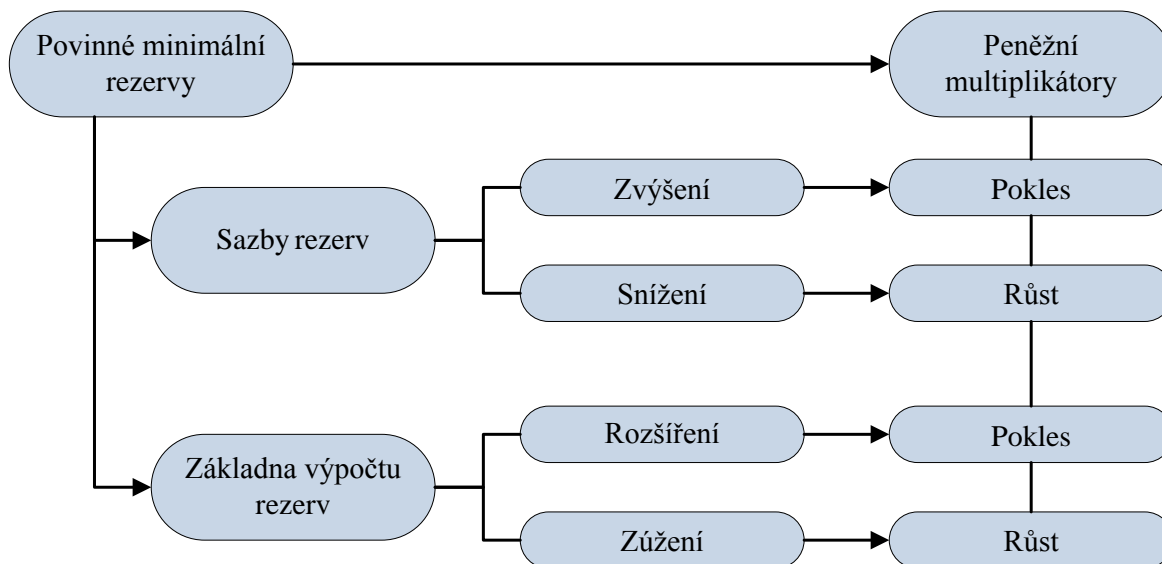 Povinné minimální
rezervy
Peněžní
multiplikátory
Zvýšení
Pokles
Sazby rezerv
Snížení
Růst
Rozšíření
Pokles
Základna výpočtu
rezerv
Zúžení
Růst